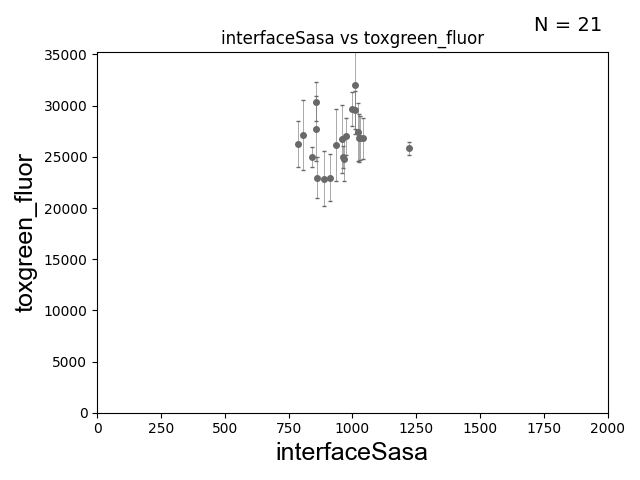 N = 21
interfaceSasa vs toxgreen_fluor
35000
30000
25000
20000
15000
10000
5000
0
toxgreen_fluor
0 250 500 750 1000 1250 1500 1750 2000
interfaceSasa